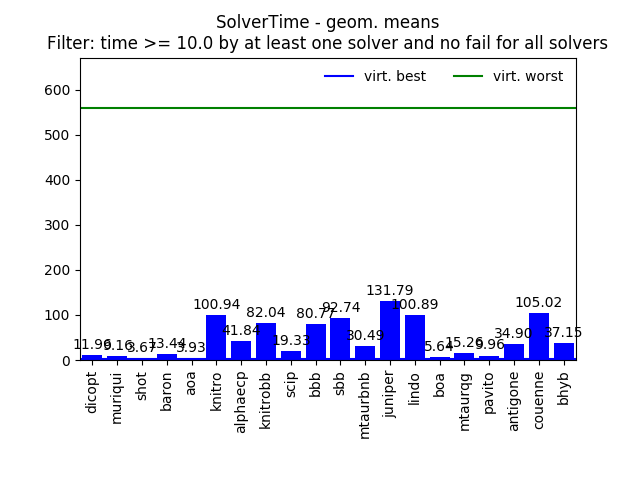 SolverTime - geom. means
Filter: time >= 10.0 by at least one solver and no fail for all solvers
virt. best
virt. worst
600
500
400
300
200
100
0
11.96
9.16
3.67
13.44
3.93
100.94
41.84
82.04
19.33
80.77
92.74
30.49
131.79
100.89
5.64
15.26
9.96
34.90
105.02
37.15
dicopt
muriqui
shot
baron
aoa
knitro
alphaecp
knitrobb
scip
bbb
sbb
mtaurbnb
juniper
lindo
boa
mtaurqg
pavito
antigone
couenne
bhyb